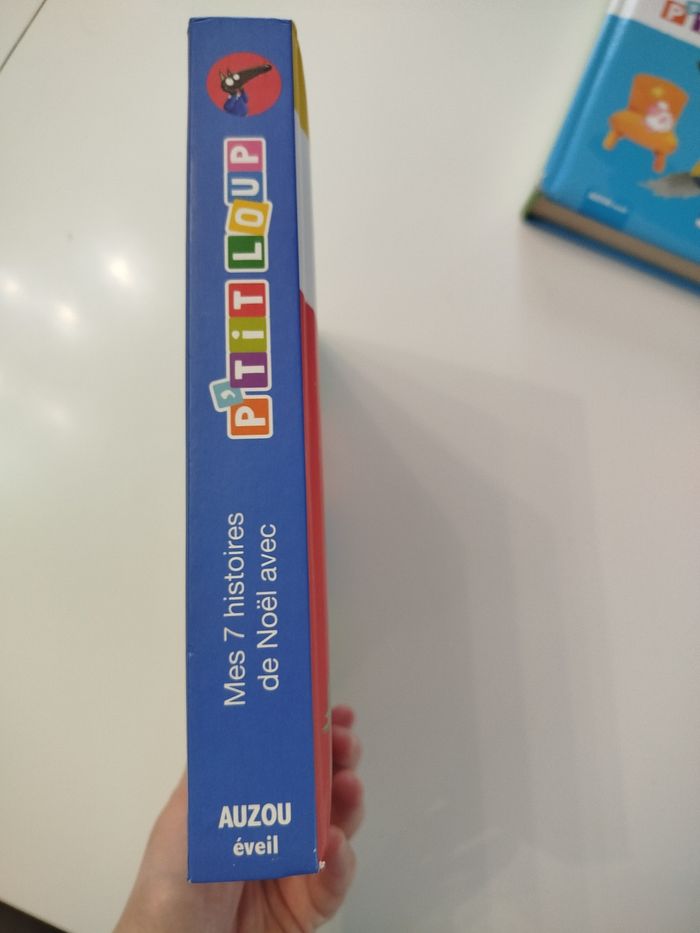 Mes 7 histoires
de Noël avec
P'TiT LOUP
AUZOU
éveil